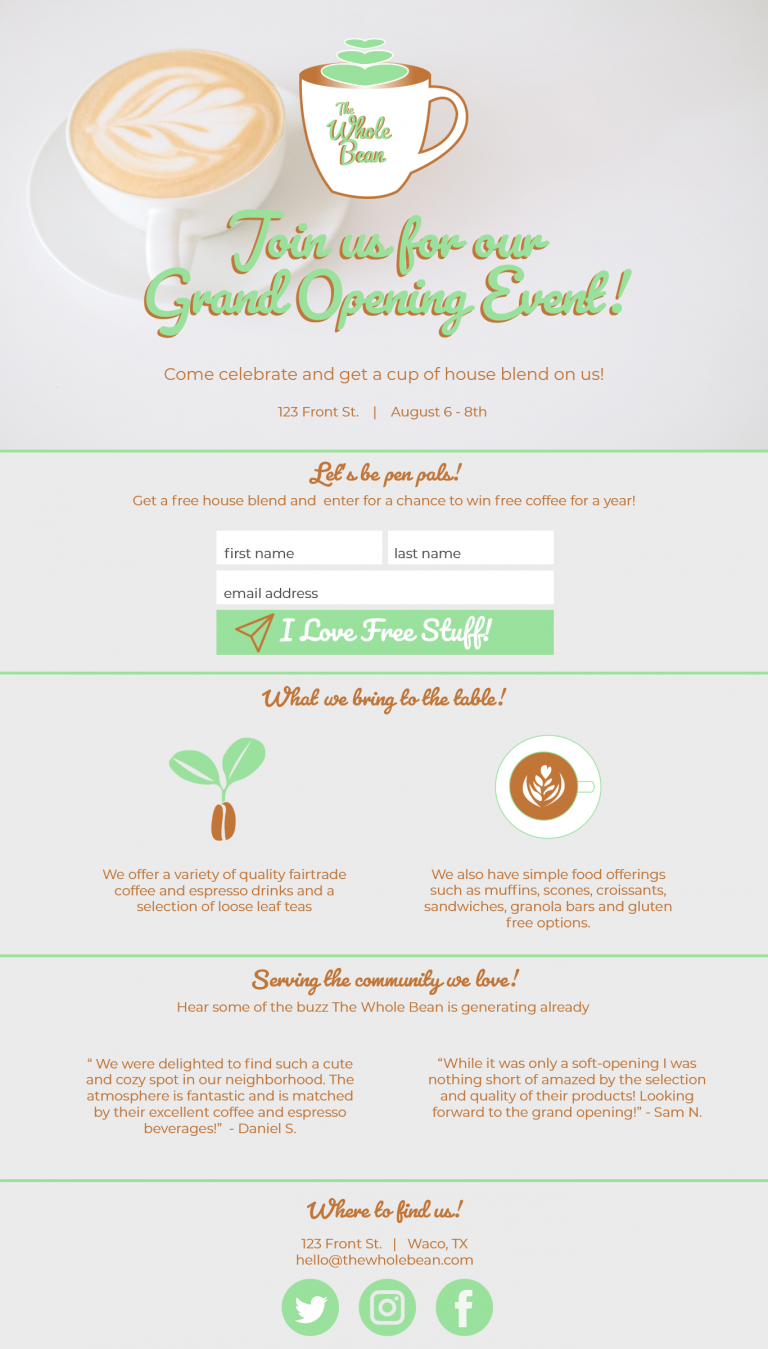 The
Whole
Bean
Join us for our
Grand Opening Event!
Come celebrate and get a cup of house blend on us!
123 Front St. | August 6 - 8th
Let's be pen pals!
Get a free house blend and  enter for a chance to win free coffee for a year!
first name
last name
email address
I Love Free Stuff!
What we bring to the table!
We offer a variety of quality fairtrade
coffee and espresso drinks and a
selection of loose leaf teas
We also have simple food offerings
such as muffins, scones, croissants,
sandwiches, granola bars and gluten
free options.
Serving the community we love!
Hear some of the buzz The Whole Bean is generating already
“ We were delighted to find such a cute
and cozy spot in our neighborhood. The
atmosphere is fantastic and is matched
by their excellent coffee and espresso
beverages!”  - Daniel S.
“While it was only a soft-opening I was
nothing short of amazed by the selection
and quality of their products! Looking
forward to the grand opening!” - Sam N.
Where to find us!
123 Front St. | Waco, TX
hello@thewholebean.com